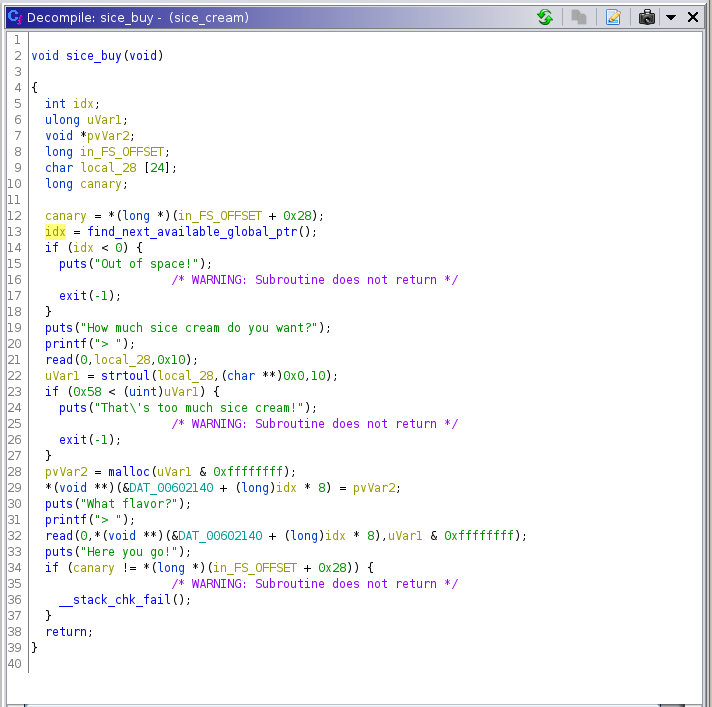 Decompile: sice_buy - (sice_cream)
1
2 void sice_buy(void)
3
4 {
5 int idx;
6 ulong uVar1;
7 void *pvVar2;
8 long in_FS_OFFSET;
9 char local_28 [24];
10 long canary;
11
12 canary = *(long *)(in_FS_OFFSET + 0x28);
13 idx = find_next_available_global_ptr();
14 if (idx < 0) {
15 puts("Out of space!");
16 /* WARNING: Subroutine does not return */
17 exit(-1);
18 }
19 puts("How much sice cream do you want?");
20 printf("> ");
21 read(0,local_28,0x10);
22 uVar1 = strtoul(local_28,(char **)0x0,10);
23 if (0x58 < (uint)uVar1) {
24 puts("That\'s too much sice cream!");
25 /* WARNING: Subroutine does not return */
26 exit(-1);
27 }
28 pvVar2 = malloc(uVar1 & 0xffffffff);
29 *(void **)(&DAT_00602140 + (long)idx * 8) = pvVar2;
30 puts("What flavor?");
31 printf("> ");
32 read(0,*(void **)(&DAT_00602140 + (long)idx * 8),uVar1 & 0xffffffff);
33 puts("Here you go!");
34 if (canary != *(long *)(in_FS_OFFSET + 0x28)) {
35 /* WARNING: Subroutine does not return */
36 __stack_chk_fail();
37 }
38 return;
39 }
40